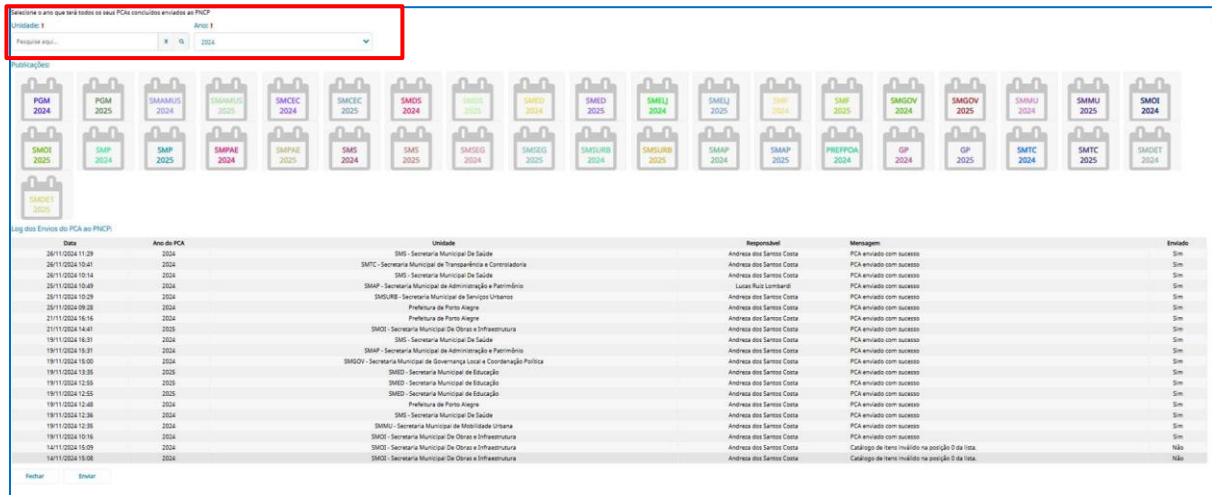 Selecione o ano que terá todos os seus PCAs concluídos enviados ao PNCP
Unidade: ! Ano: !
Pesquise aqui... x 2024
Publicações:
PGM 2024 PGM 2025 SMAMUS 2024 SMAMUS 2025 SMCEC 2024 SMCEC 2025 SMDS 2024 SMDS 2025 SMED 2024 SMED 2025 SMELJ 2024 SMELJ 2025 SMF 2024 SMF 2025 SMGOV 2024 SMGOV 2025 SMMU 2024 SMMU 2025 SMOI 2024
SMOI 2025 SMP 2024 SMP 2025 SMPAE 2024 SMPAE 2025 SMS 2024 SMS 2025 SMSEG 2024 SMSEG 2025 SMSURB 2024 SMSURB 2025 SMAP 2024 SMAP 2025 PREFPOA 2024 GP 2024 GP 2025 SMTC 2024 SMTC 2025 SMDET 2024
SMDET 2025
Log dos Envios do PCA ao PNCP:
Data Ano do PCA Unidade Responsável Mensagem Enviado
26/11/2024 11:29 2024 SMS - Secretaria Municipal De Saúde Andreza dos Santos Costa PCA enviado com sucesso Sim
26/11/2024 10:41 2024 SMTC - Secretaria Municipal de Transparência e Controladoria Andreza dos Santos Costa PCA enviado com sucesso Sim
26/11/2024 10:14 2024 SMS - Secretaria Municipal De Saúde Andreza dos Santos Costa PCA enviado com sucesso Sim
25/11/2024 10:49 2024 SMAP - Secretaria Municipal de Administração e Patrimônio Lucas Ruiz Lombardi PCA enviado com sucesso Sim
25/11/2024 10:29 2024 SMSURB - Secretaria Municipal de Serviços Urbanos Andreza dos Santos Costa PCA enviado com sucesso Sim
25/11/2024 09:28 2024 Prefeitura de Porto Alegre Andreza dos Santos Costa PCA enviado com sucesso Sim
21/11/2024 16:16 2024 Prefeitura de Porto Alegre Andreza dos Santos Costa PCA enviado com sucesso Sim
21/11/2024 14:41 2025 SMOI - Secretaria Municipal De Obras e Infraestrutura Andreza dos Santos Costa PCA enviado com sucesso Sim
19/11/2024 16:31 2024 SMS - Secretaria Municipal De Saúde Andreza dos Santos Costa PCA enviado com sucesso Sim
19/11/2024 15:31 2024 SMAP - Secretaria Municipal de Administração e Patrimônio Andreza dos Santos Costa PCA enviado com sucesso Sim
19/11/2024 15:00 2024 SMGOV - Secretaria Municipal de Governança Local e Coordenação Política Andreza dos Santos Costa PCA enviado com sucesso Sim
19/11/2024 13:35 2025 SMED - Secretaria Municipal de Educação Andreza dos Santos Costa PCA enviado com sucesso Sim
19/11/2024 12:55 2025 SMED - Secretaria Municipal de Educação Andreza dos Santos Costa PCA enviado com sucesso Sim
19/11/2024 12:55 2025 SMED - Secretaria Municipal de Educação Andreza dos Santos Costa PCA enviado com sucesso Sim
19/11/2024 12:48 2024 Prefeitura de Porto Alegre Andreza dos Santos Costa PCA enviado com sucesso Sim
19/11/2024 12:36 2024 SMS - Secretaria Municipal De Saúde Andreza dos Santos Costa PCA enviado com sucesso Sim
19/11/2024 12:35 2024 SMMU - Secretaria Municipal de Mobilidade Urbana Andreza dos Santos Costa PCA enviado com sucesso Sim
19/11/2024 10:16 2024 SMOI - Secretaria Municipal De Obras e Infraestrutura Andreza dos Santos Costa PCA enviado com sucesso Sim
14/11/2024 15:09 2024 SMOI - Secretaria Municipal De Obras e Infraestrutura Andreza dos Santos Costa Catálogo de itens inválido na posição 0 da lista. Não
14/11/2024 15:08 2024 SMOI - Secretaria Municipal De Obras e Infraestrutura Andreza dos Santos Costa Catálogo de itens inválido na posição 0 da lista. Não
Fechar Enviar